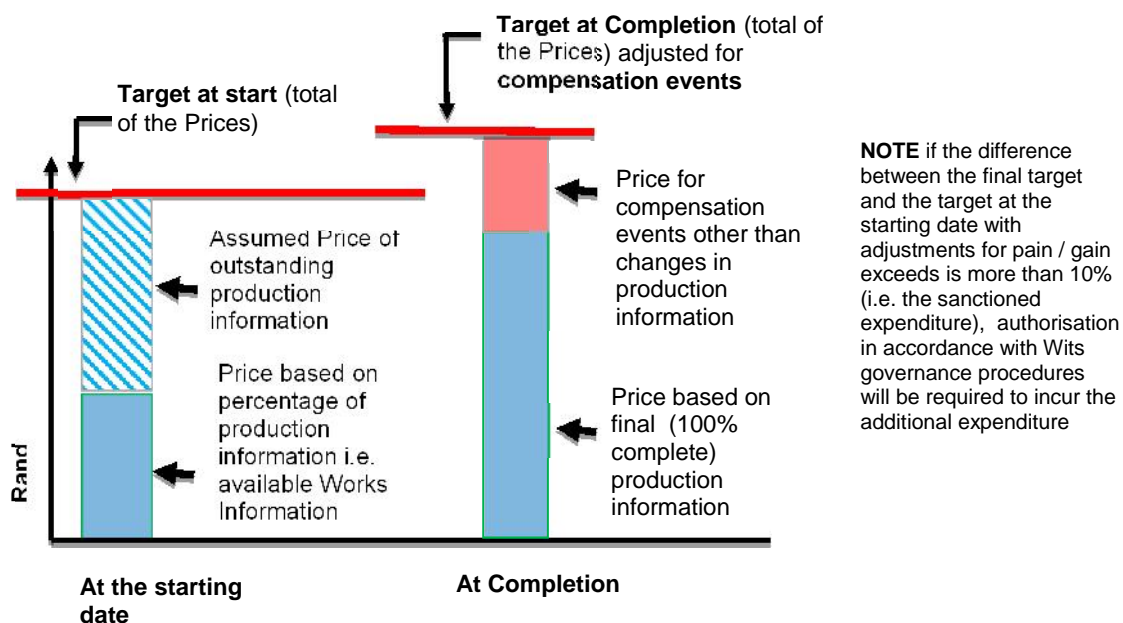 Target at Completion (total of
the Prices) adjusted for
compensation events
Target at start (total
of the Prices)
Assumed Price of
outstanding
production
information
Price based on
percentage of
production
information i.e.
available Works
Information
Price for
compensation
events other than
changes in
production
information
Price based on
final (100%
complete)
production
information
NOTE if the difference
between the final target
and the target at the
starting date with
adjustments for pain / gain
exceeds is more than 10%
(i.e. the sanctioned
expenditure), authorisation
in accordance with Wits
governance procedures
will be required to incur the
additional expenditure
Rand
At the starting
date
At Completion